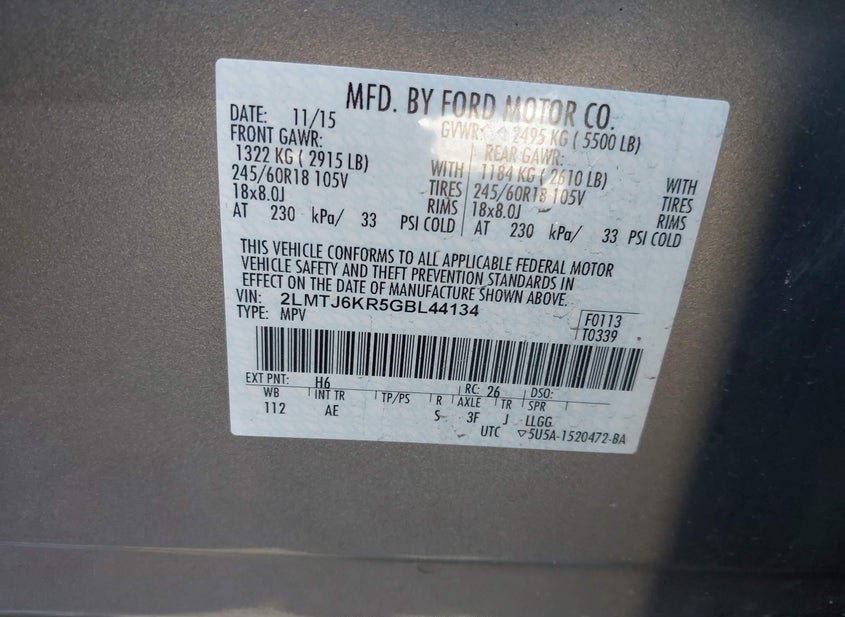 MFD. BY FORD MOTOR CO.
DATE: 11/15 GVWR: 2495 KG ( 5500 LB)
FRONT GAWR: REAR GAWR:
1322 KG ( 2915 LB) WITH 1184 KG ( 2610 LB) WITH
245/60R18 105V TIRES 245/60R18 105V TIRES
18x8.0J RIMS 18x8.0J RIMS
AT 230 kPa/ 33 PSI COLD AT 230 kPa/ 33 PSI COLD
THIS VEHICLE CONFORMS TO ALL APPLICABLE FEDERAL MOTOR
VEHICLE SAFETY AND THEFT PREVENTION STANDARDS IN
EFFECT ON THE DATE OF MANUFACTURE SHOWN ABOVE.
VIN: 2LMTJ6KR5GBL44134 F0113
TYPE: MPV T0339
EXT PNT: H6 RC: 26 DSO:
WB INT TR TP/PS R AXLE TR SPR
112 AE S 3F J LLGG
UTC ▽5U5A-1520472-BA